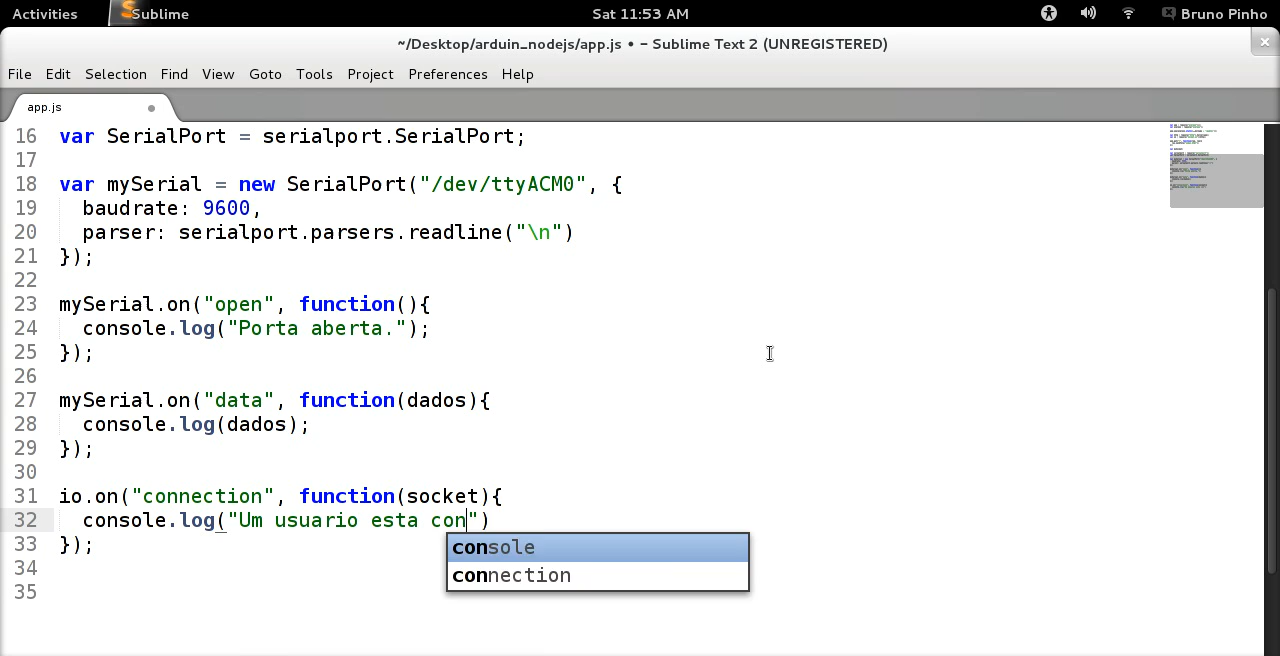 Activities Sublime Sat 11:53 AM Bruno Pinho
~/Desktop/arduin_nodejs/app.js • - Sublime Text 2 (UNREGISTERED)
File Edit Selection Find View Goto Tools Project Preferences Help
app.js
16 var SerialPort = serialport.SerialPort;
17
18 var mySerial = new SerialPort("/dev/ttyACM0", {
19   baudrate: 9600,
20   parser: serialport.parsers.readline("\n")
21 });
22
23 mySerial.on("open", function(){
24   console.log("Porta aberta.");
25 });
26
27 mySerial.on("data", function(dados){
28   console.log(dados);
29 });
30
31 io.on("connection", function(socket){
32   console.log("Um usuario esta con")
console
33 });
connection
34
35